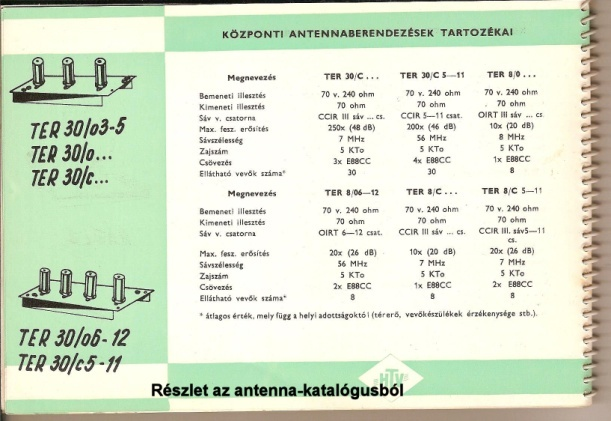 KÖZPONTI ANTENNABERENDEZÉSEK TARTOZÉKAI
TER 30/o3-5
TER 30/o...
TER 30/c...
Megnevezés TER 30/C ... TER 30/C 5—11 TER 8/0 ...
Bemeneti illesztés 70 v. 240 ohm 70 v. 240 ohm 70 v. 240 ohm
Kimeneti illesztés 70 ohm 70 ohm 70 ohm
Sáv v. csatorna CCIR III sáv ... cs. CCIR 5—11 csat. OIRT III sáv ... cs.
Max. fesz. erősítés 250x (48 dB) 200x (46 dB) 10x (20 dB)
Sávszélesség 7 MHz 56 MHz 8 MHz
Zajszám 5 KTo 5 KTo 5 KTo
Csövezés 3x E88CC 4x E88CC 1x E88CC
Ellátható vevők száma* 30 30 8
Megnevezés TER 8/06—12 TER 8/C ... TER 8/C 5—11
Bemeneti illesztés 70 v. 240 ohm 70 v. 240 ohm 70 v. 240 ohm
Kimeneti illesztés 70 ohm 70 ohm 70 ohm
Sáv v. csatorna OIRT 6—12 csat. CCIR III sáv ... cs. CCIR III. sáv5—11
cs.
Max. fesz. erősítés 20x (26 dB) 10x (20 dB) 20x (26 dB)
Sávszélesség 56 MHz 7 MHz 7 MHz
Zajszám 5 KTo 5 KTo 5 KTo
Csövezés 2x E88CC 1x E88CC 2x E88CC
Ellátható vevők száma* 8 8 8
* átlagos érték, mely függ a helyi adottságoktól (térerő, vevőkészülékek érzékenysége stb.).
TER 30/o6-12
TER 30/c5-11
HTV
Részlet az antenna-katalógusból